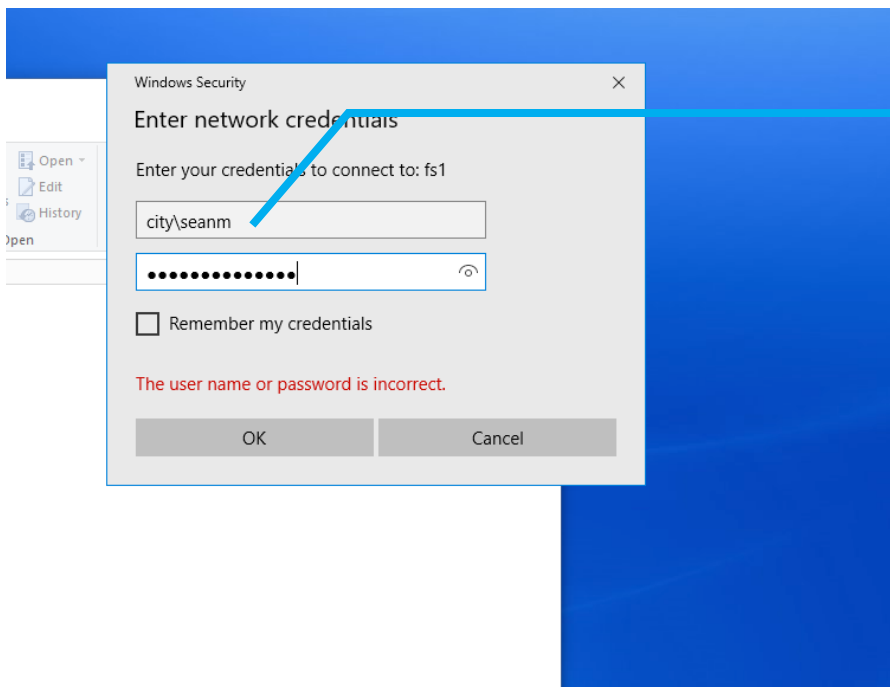 Windows Security
Enter network credentials
Enter your credentials to connect to: fs1
Open
Edit
History
city\seanm
Open
●●●●●●●●●●●●●●
Remember my credentials
The user name or password is incorrect.
OK Cancel